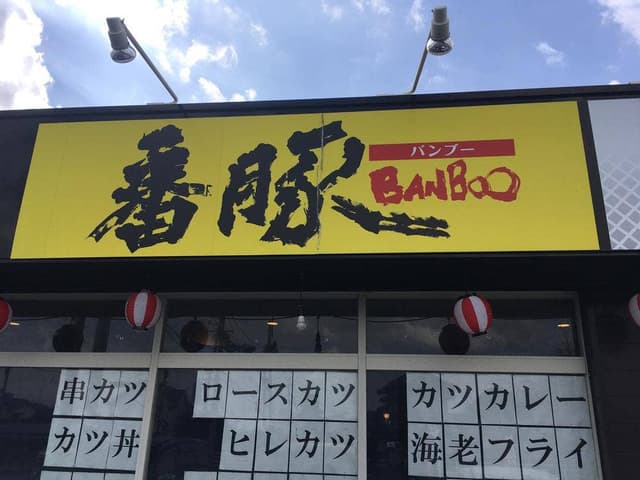 番豚
バンブー
BANBOO
串カツ
カツ丼
ロースカツ
ヒレカツ
カツカレー
海老フライ